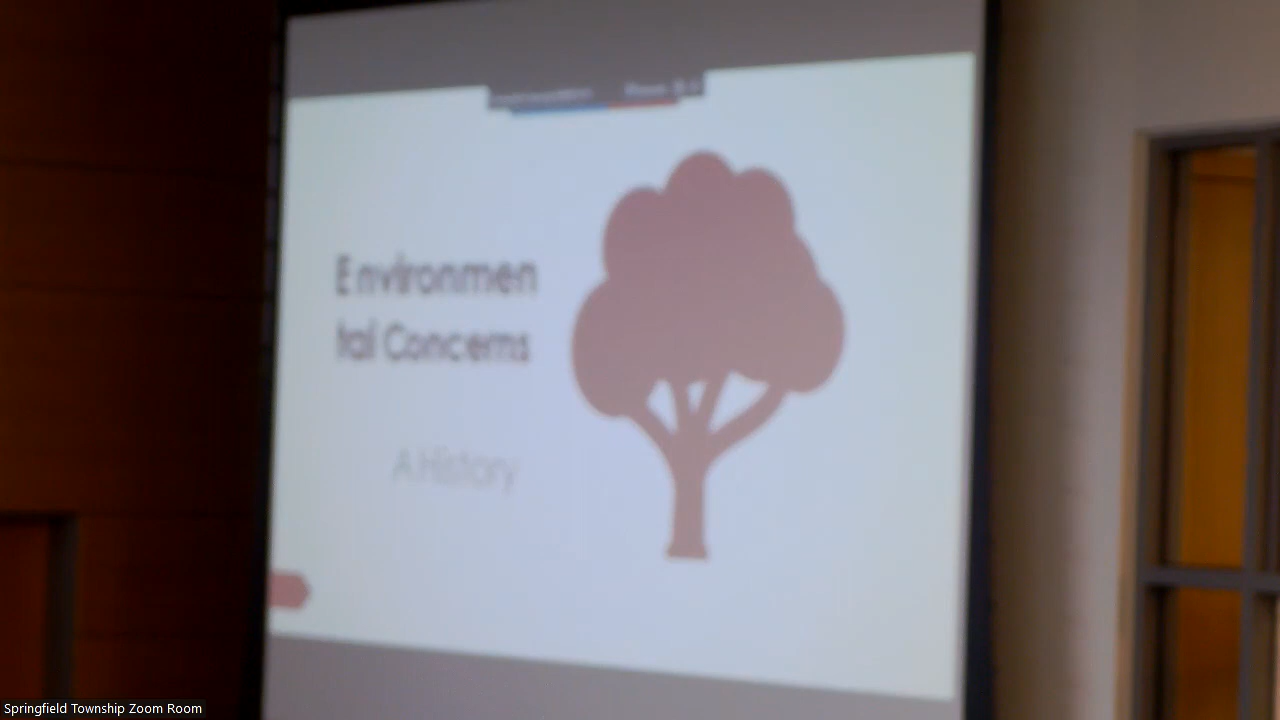 Environmen
tal Concerns
A History
Springfield Township Zoom Room